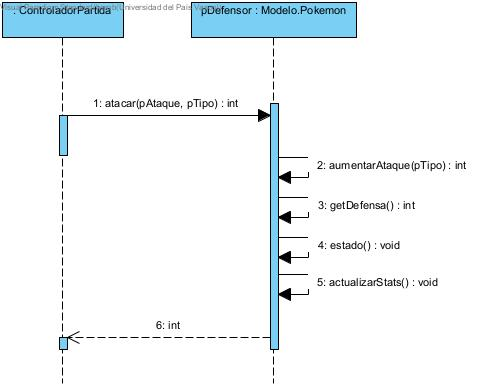 : ControladorPartida
pDefensor : Modelo.Pokemon
1: atacar(pAtaque, pTipo) : int
2: aumentarAtaque(pTipo) : int
3: getDefensa() : int
4: estado() : void
5: actualizarStats() : void
6: int